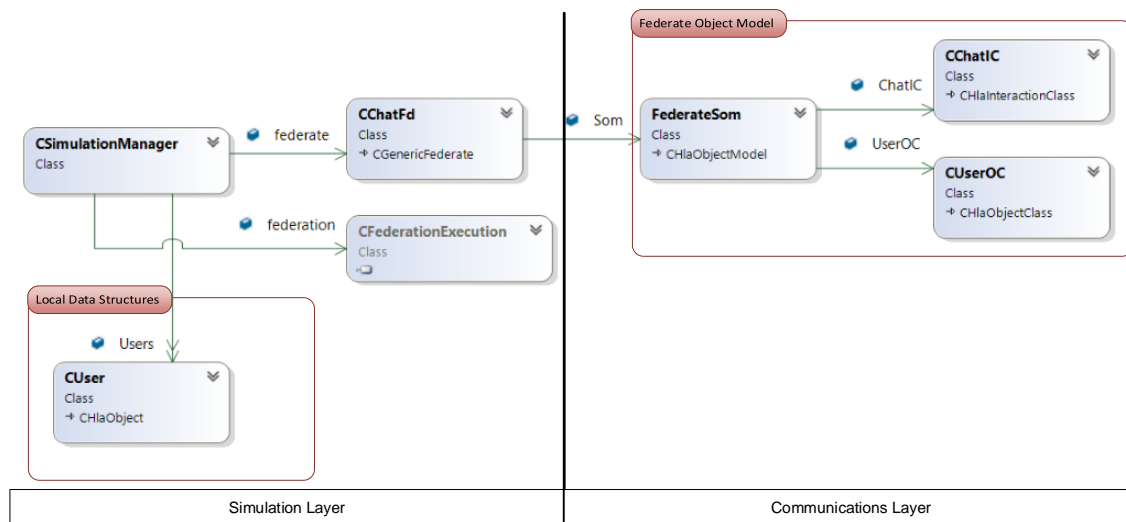 Federate Object Model
CChatIC
Class
CHlaInteractionClass
ChatIC
CChatFd
Class
CGenericFederate
Som
FederateSom
Class
CHlaObjectModel
federate
CSimulationManager
Class
UserOC
CUserOC
Class
CHlaObjectClass
federation
CFederationExecution
Class
Local Data Structures
Users
CUser
Class
CHlaObject
Simulation Layer
Communications Layer